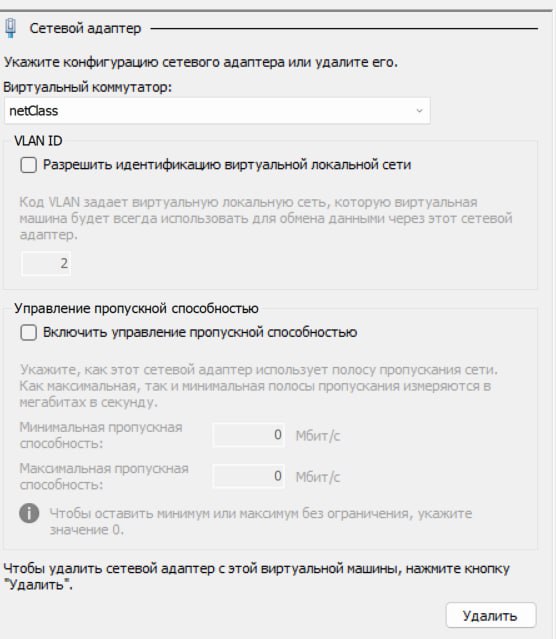 Сетевой адаптер
Укажите конфигурацию сетевого адаптера или удалите его.
Виртуальный коммутатор:
netClass
VLAN ID
Разрешить идентификацию виртуальной локальной сети
Код VLAN задает виртуальную локальную сеть, которую виртуальная
машина будет всегда использовать для обмена данными через этот сетевой
адаптер.
2
Управление пропускной способностью
Включить управление пропускной способностью
Укажите, как этот сетевой адаптер использует полосу пропускания сети.
Как максимальная, так и минимальная полосы пропускания измеряются в
мегабитах в секунду.
Минимальная пропускная
способность:
0 Мбит/с
Максимальная пропускная
способность:
0 Мбит/с
Чтобы оставить минимум или максимум без ограничения, укажите
значение 0.
Чтобы удалить сетевой адаптер с этой виртуальной машины, нажмите кнопку
"Удалить".
Удалить